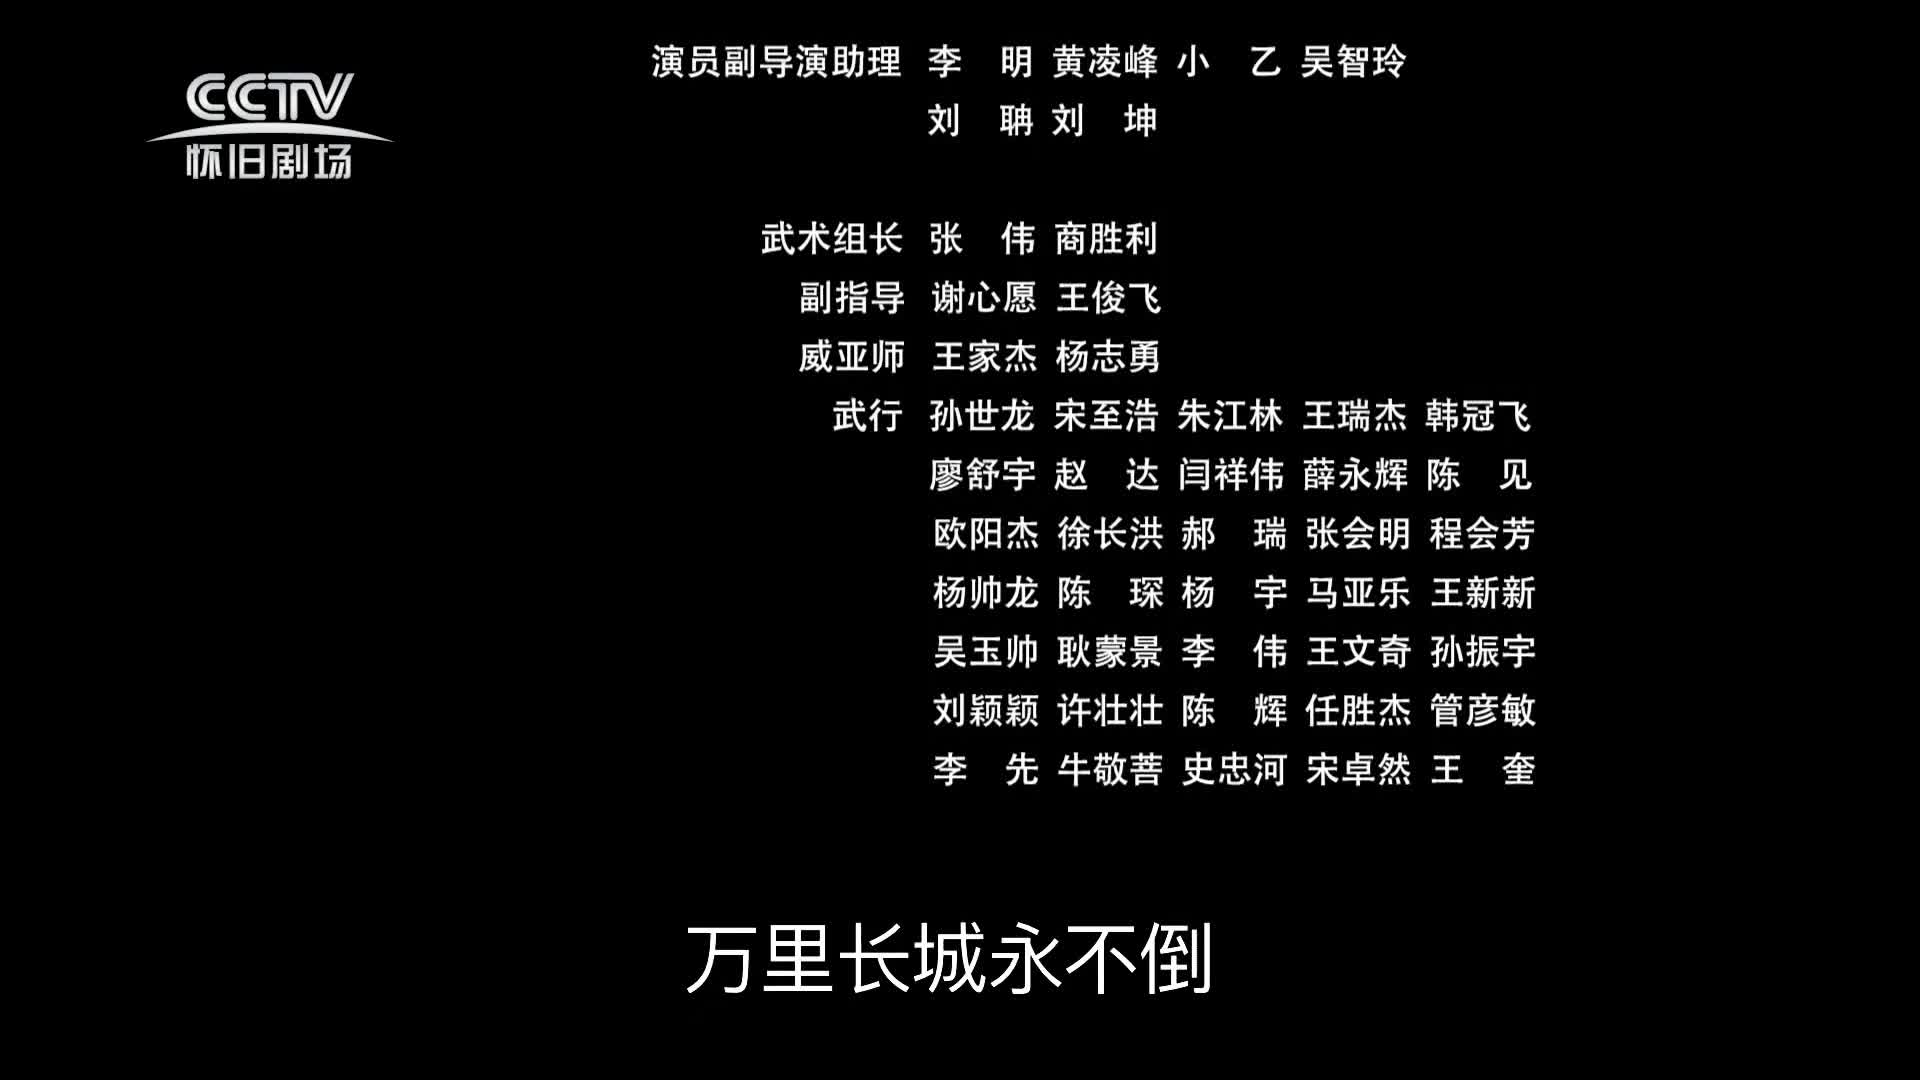 CCTV
怀旧剧场
演员副导演助理 李 明 黄凌峰 小 乙 吴智玲
刘 聃 刘 坤
武术组长 张 伟 商胜利
副指导 谢心愿 王俊飞
威亚师 王家杰 杨志勇
武行 孙世龙 宋至浩 朱江林 王瑞杰 韩冠飞
廖舒宇 赵 达 闫祥伟 薛永辉 陈 见
欧阳杰 徐长洪 郝 瑞 张会明 程会芳
杨帅龙 陈 琛 杨 宇 马亚乐 王新新
吴玉帅 耿蒙景 李 伟 王文奇 孙振宇
刘颖颖 许壮壮 陈 辉 任胜杰 管彦敏
李 先 牛敬菩 史忠河 宋卓然 王 奎
万里长城永不倒